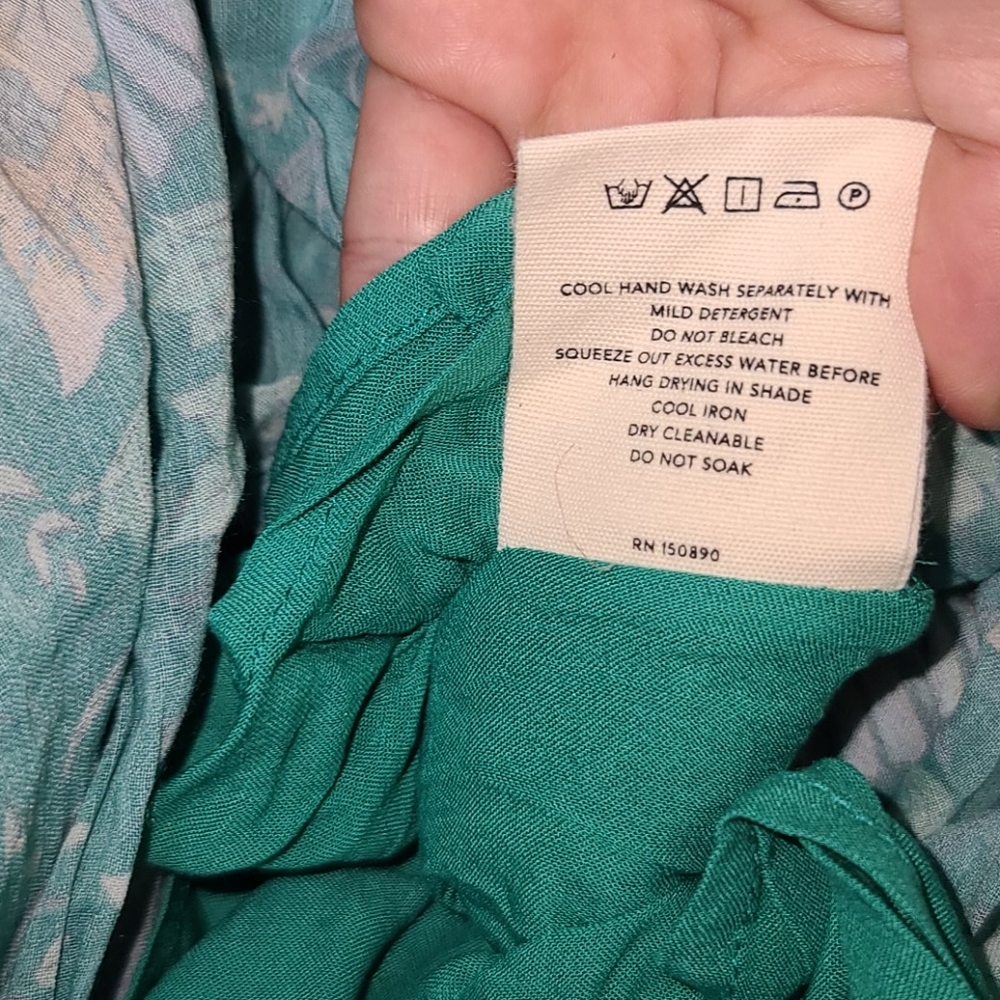 P
COOL HAND WASH SEPARATELY WITH
MILD DETERGENT
DO NOT BLEACH
SQUEEZE OUT EXCESS WATER BEFORE
HANG DRYING IN SHADE
COOL IRON
DRY CLEANABLE
DO NOT SOAK
RN 150890